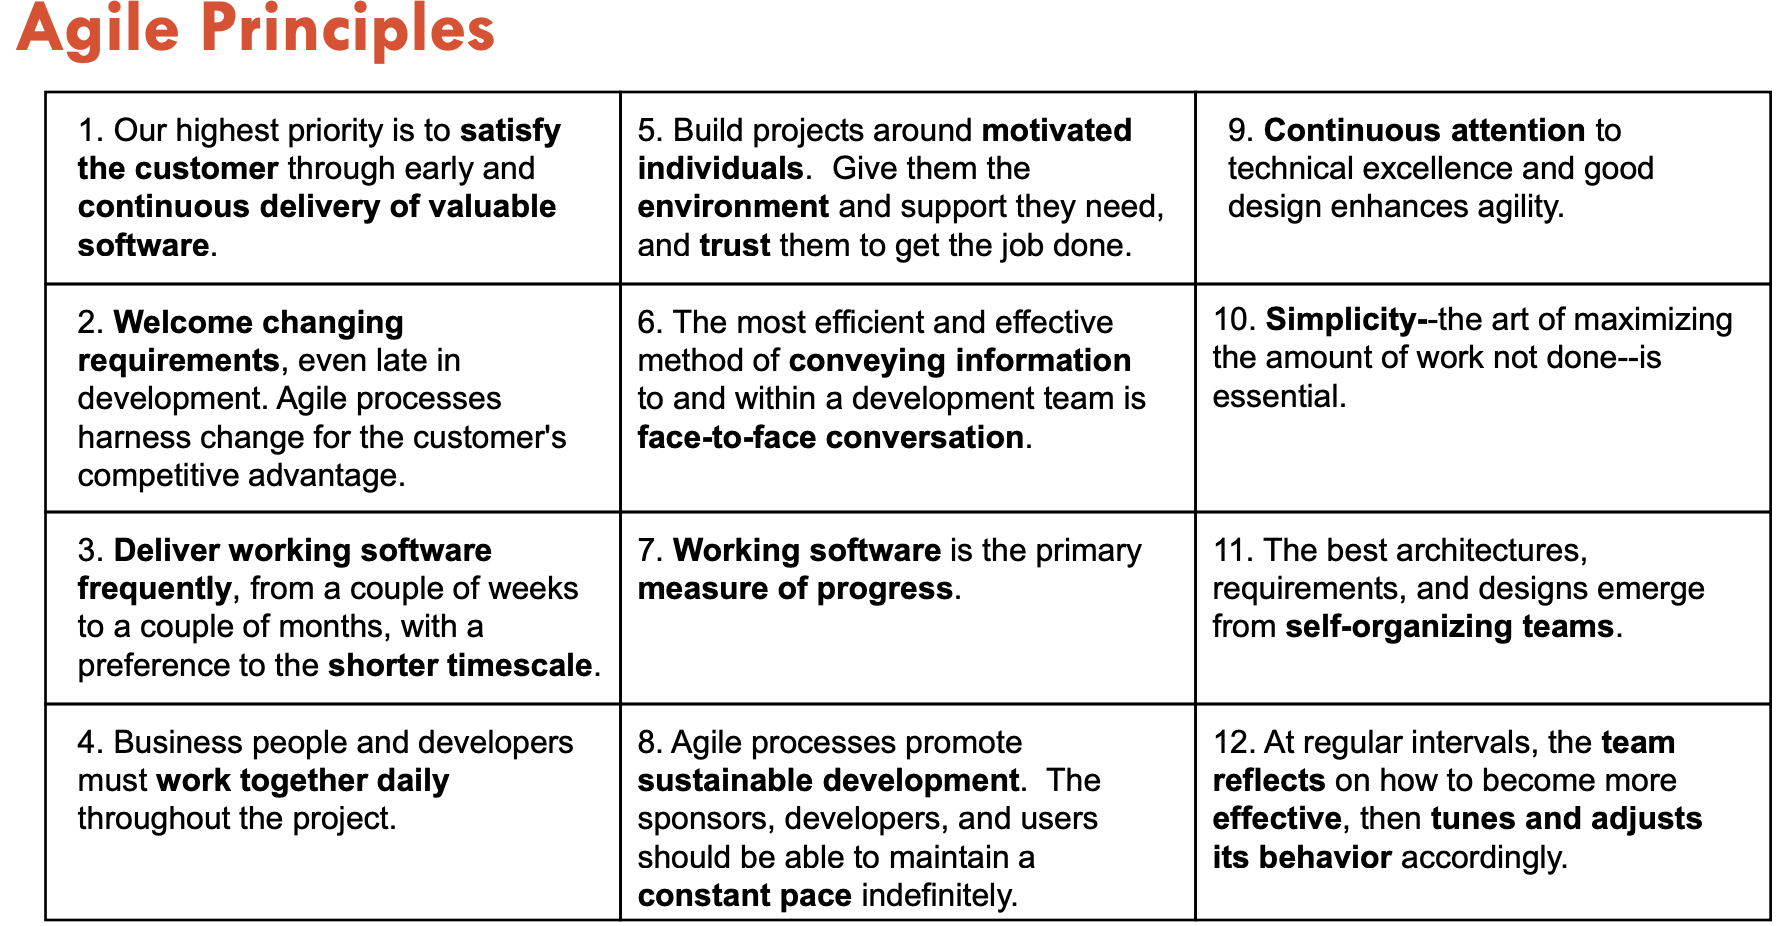 Agile Principles
1. Our highest priority is to satisfy
the customer through early and
continuous delivery of valuable
software.
5. Build projects around motivated
individuals.  Give them the
environment and support they need,
and trust them to get the job done.
9. Continuous attention to
technical excellence and good
design enhances agility.
2. Welcome changing
requirements, even late in
development. Agile processes
harness change for the customer's
competitive advantage.
6. The most efficient and effective
method of conveying information
to and within a development team is
face-to-face conversation.
10. Simplicity--the art of maximizing
the amount of work not done--is
essential.
3. Deliver working software
frequently, from a couple of weeks
to a couple of months, with a
preference to the shorter timescale.
7. Working software is the primary
measure of progress.
11. The best architectures,
requirements, and designs emerge
from self-organizing teams.
4. Business people and developers
must work together daily
throughout the project.
8. Agile processes promote
sustainable development.  The
sponsors, developers, and users
should be able to maintain a
constant pace indefinitely.
12. At regular intervals, the team
reflects on how to become more
effective, then tunes and adjusts
its behavior accordingly.